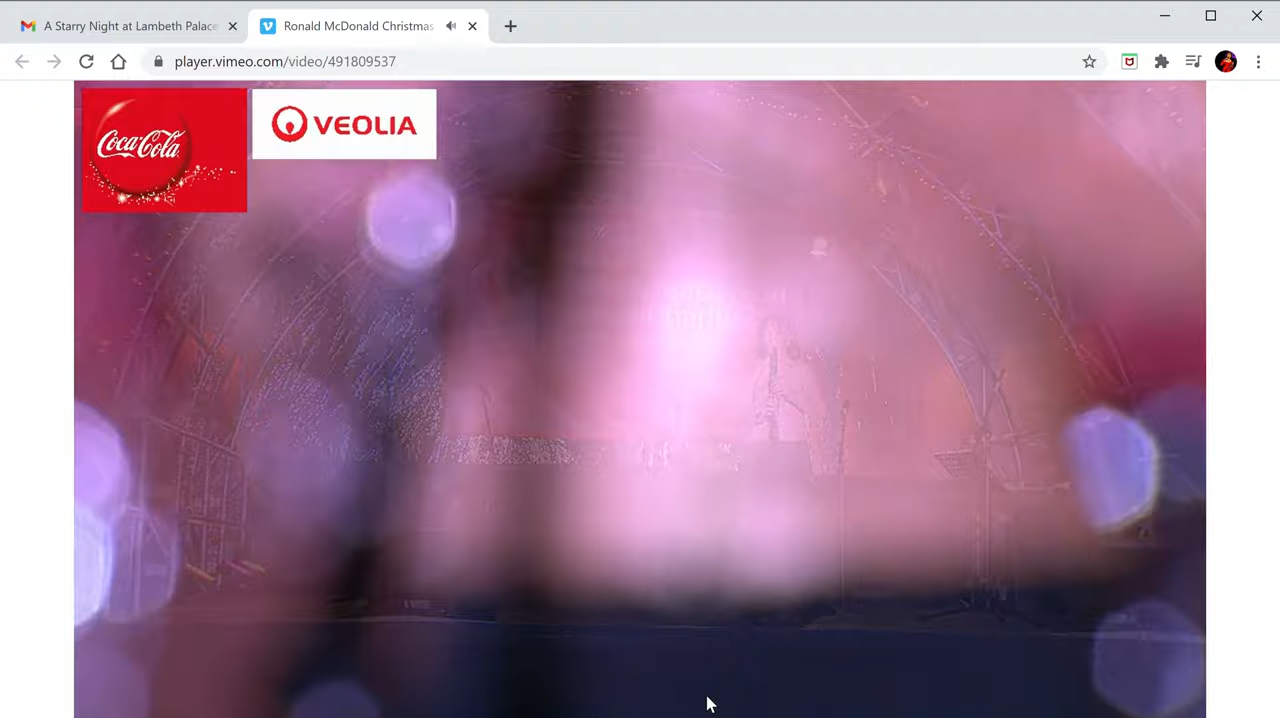 A Starry Night at Lambeth Palace
Ronald McDonald Christmas
player.vimeo.com/video/491809537
Coca-Cola
VEOLIA